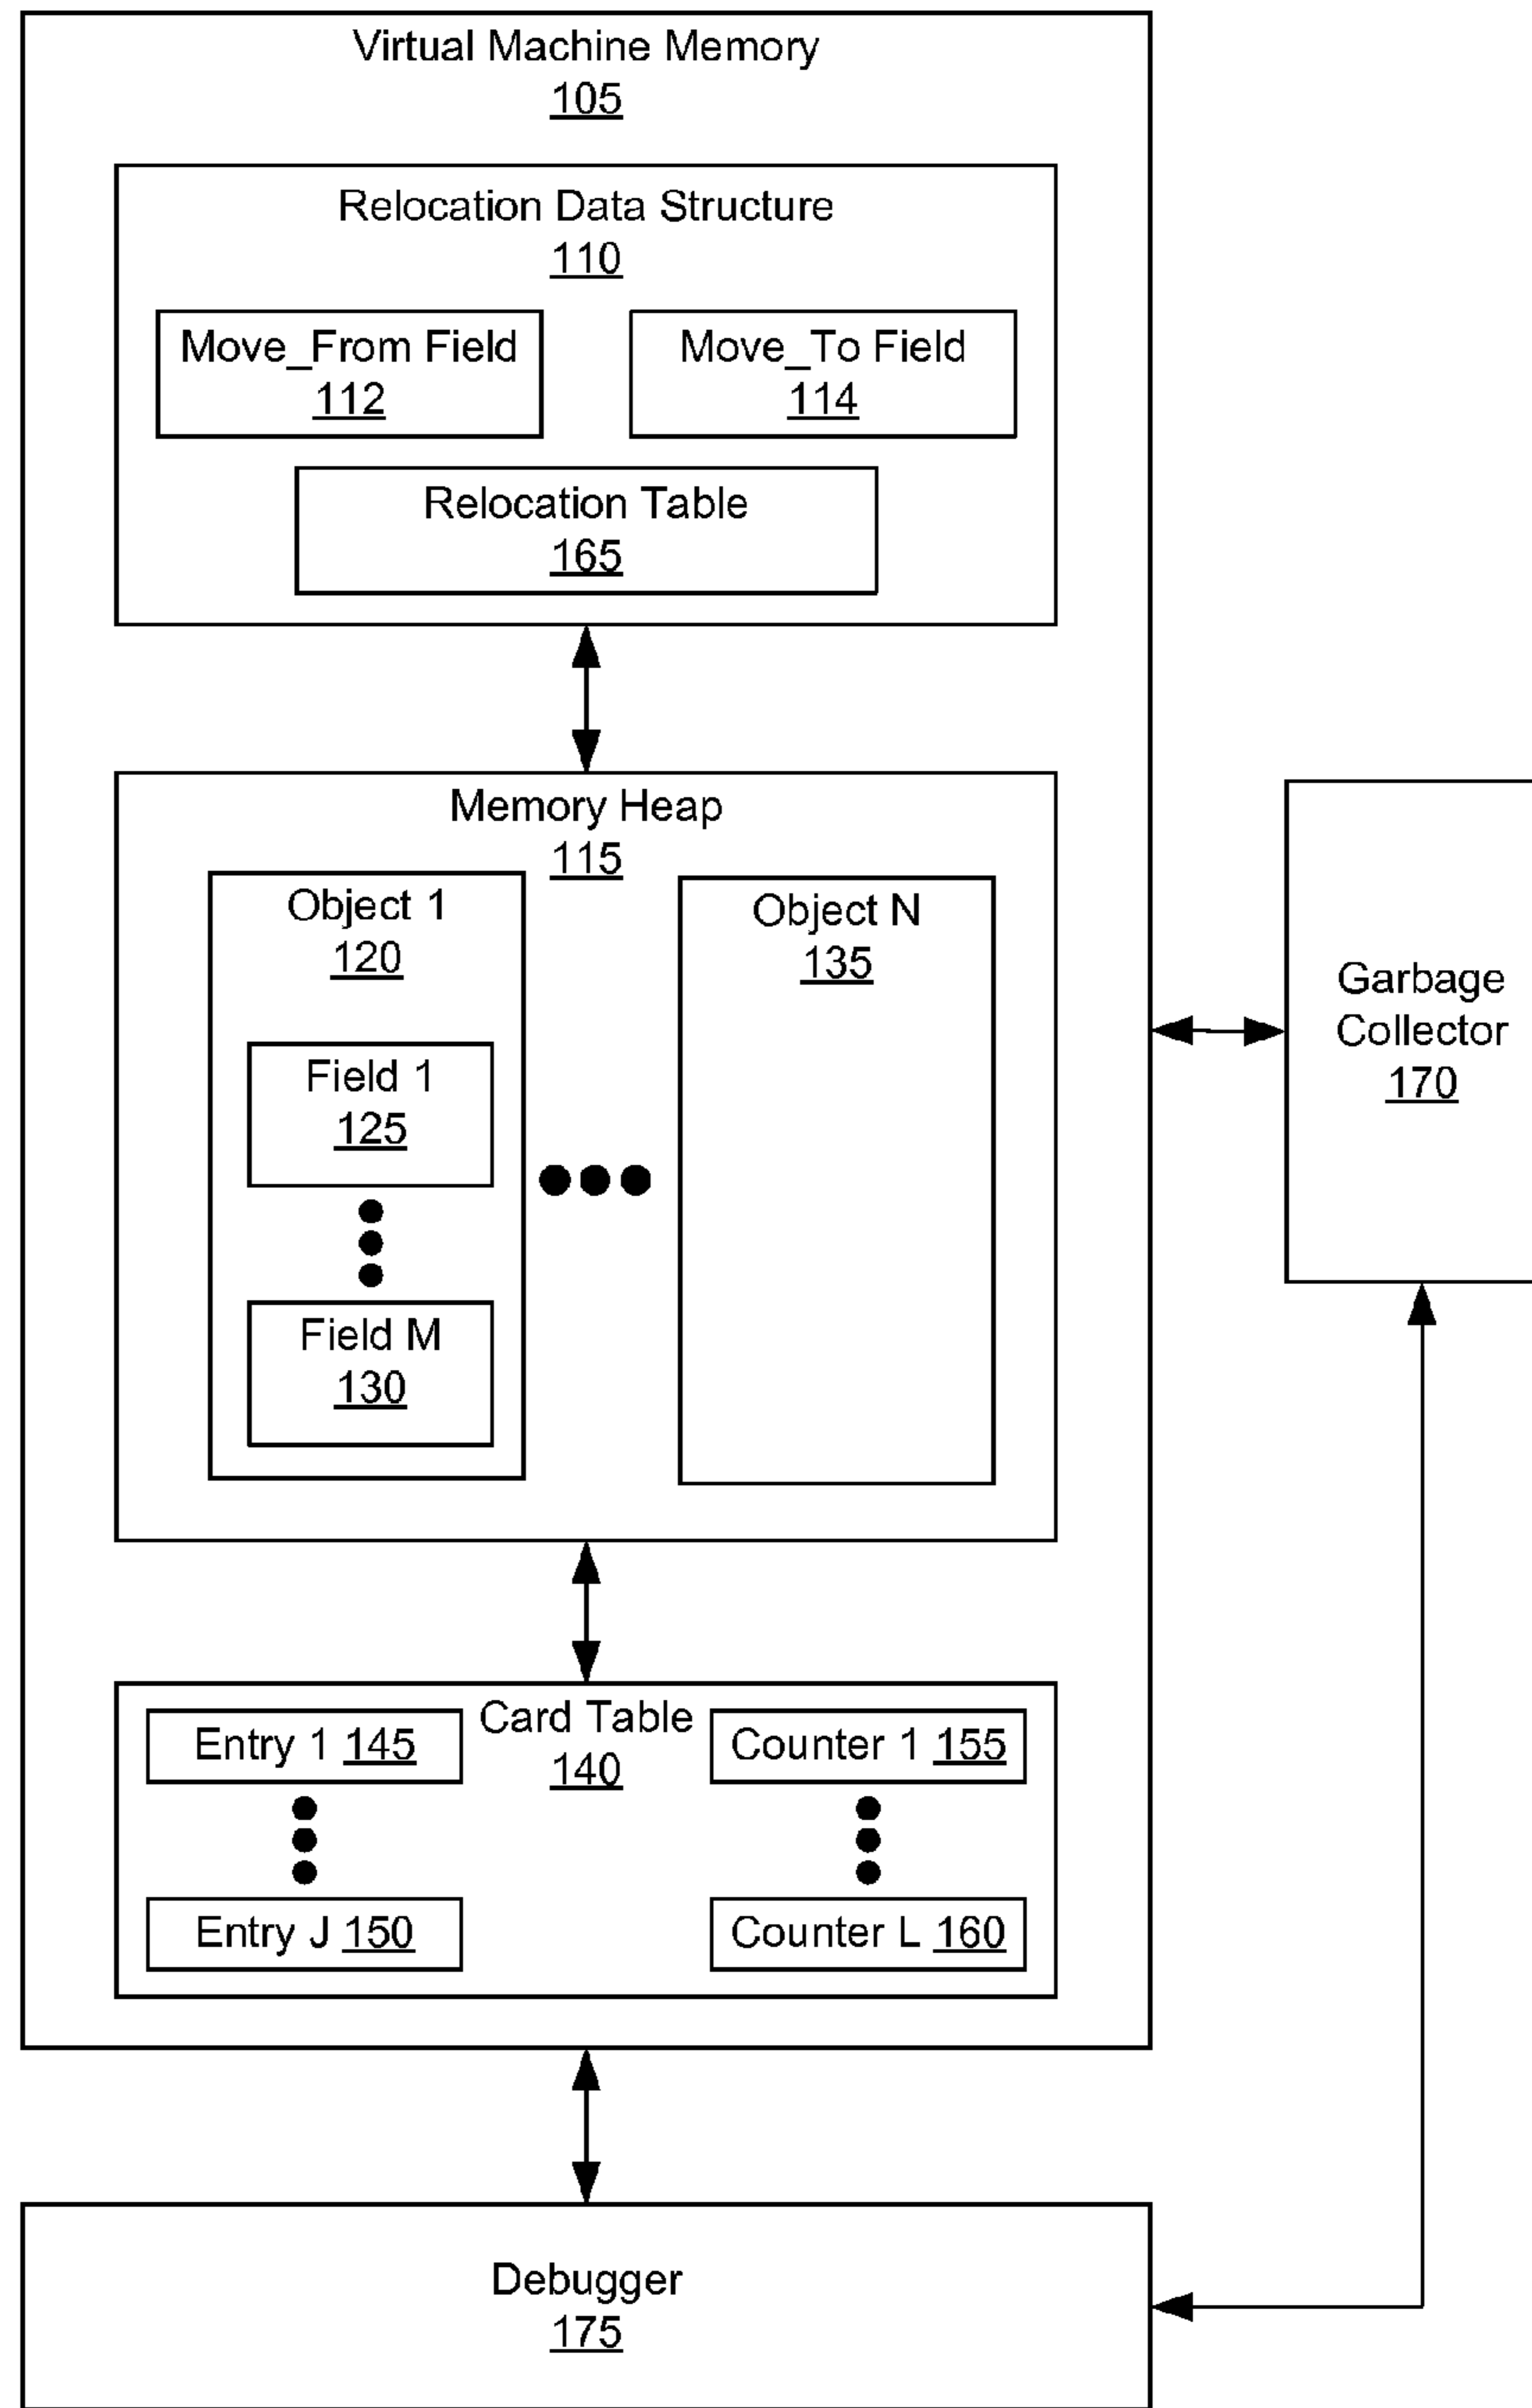 Virtual Machine Memory
105
Relocation Data Structure
110
Move_From Field
112
Move_To Field
114
Relocation Table
165
Memory Heap
115
Object 1
120
Field 1
125
Field M
130
Object N
135
Garbage
Collector
170
Card Table
140
Entry 1 145
Counter 1 155
Entry J 150
Counter L 160
Debugger
175